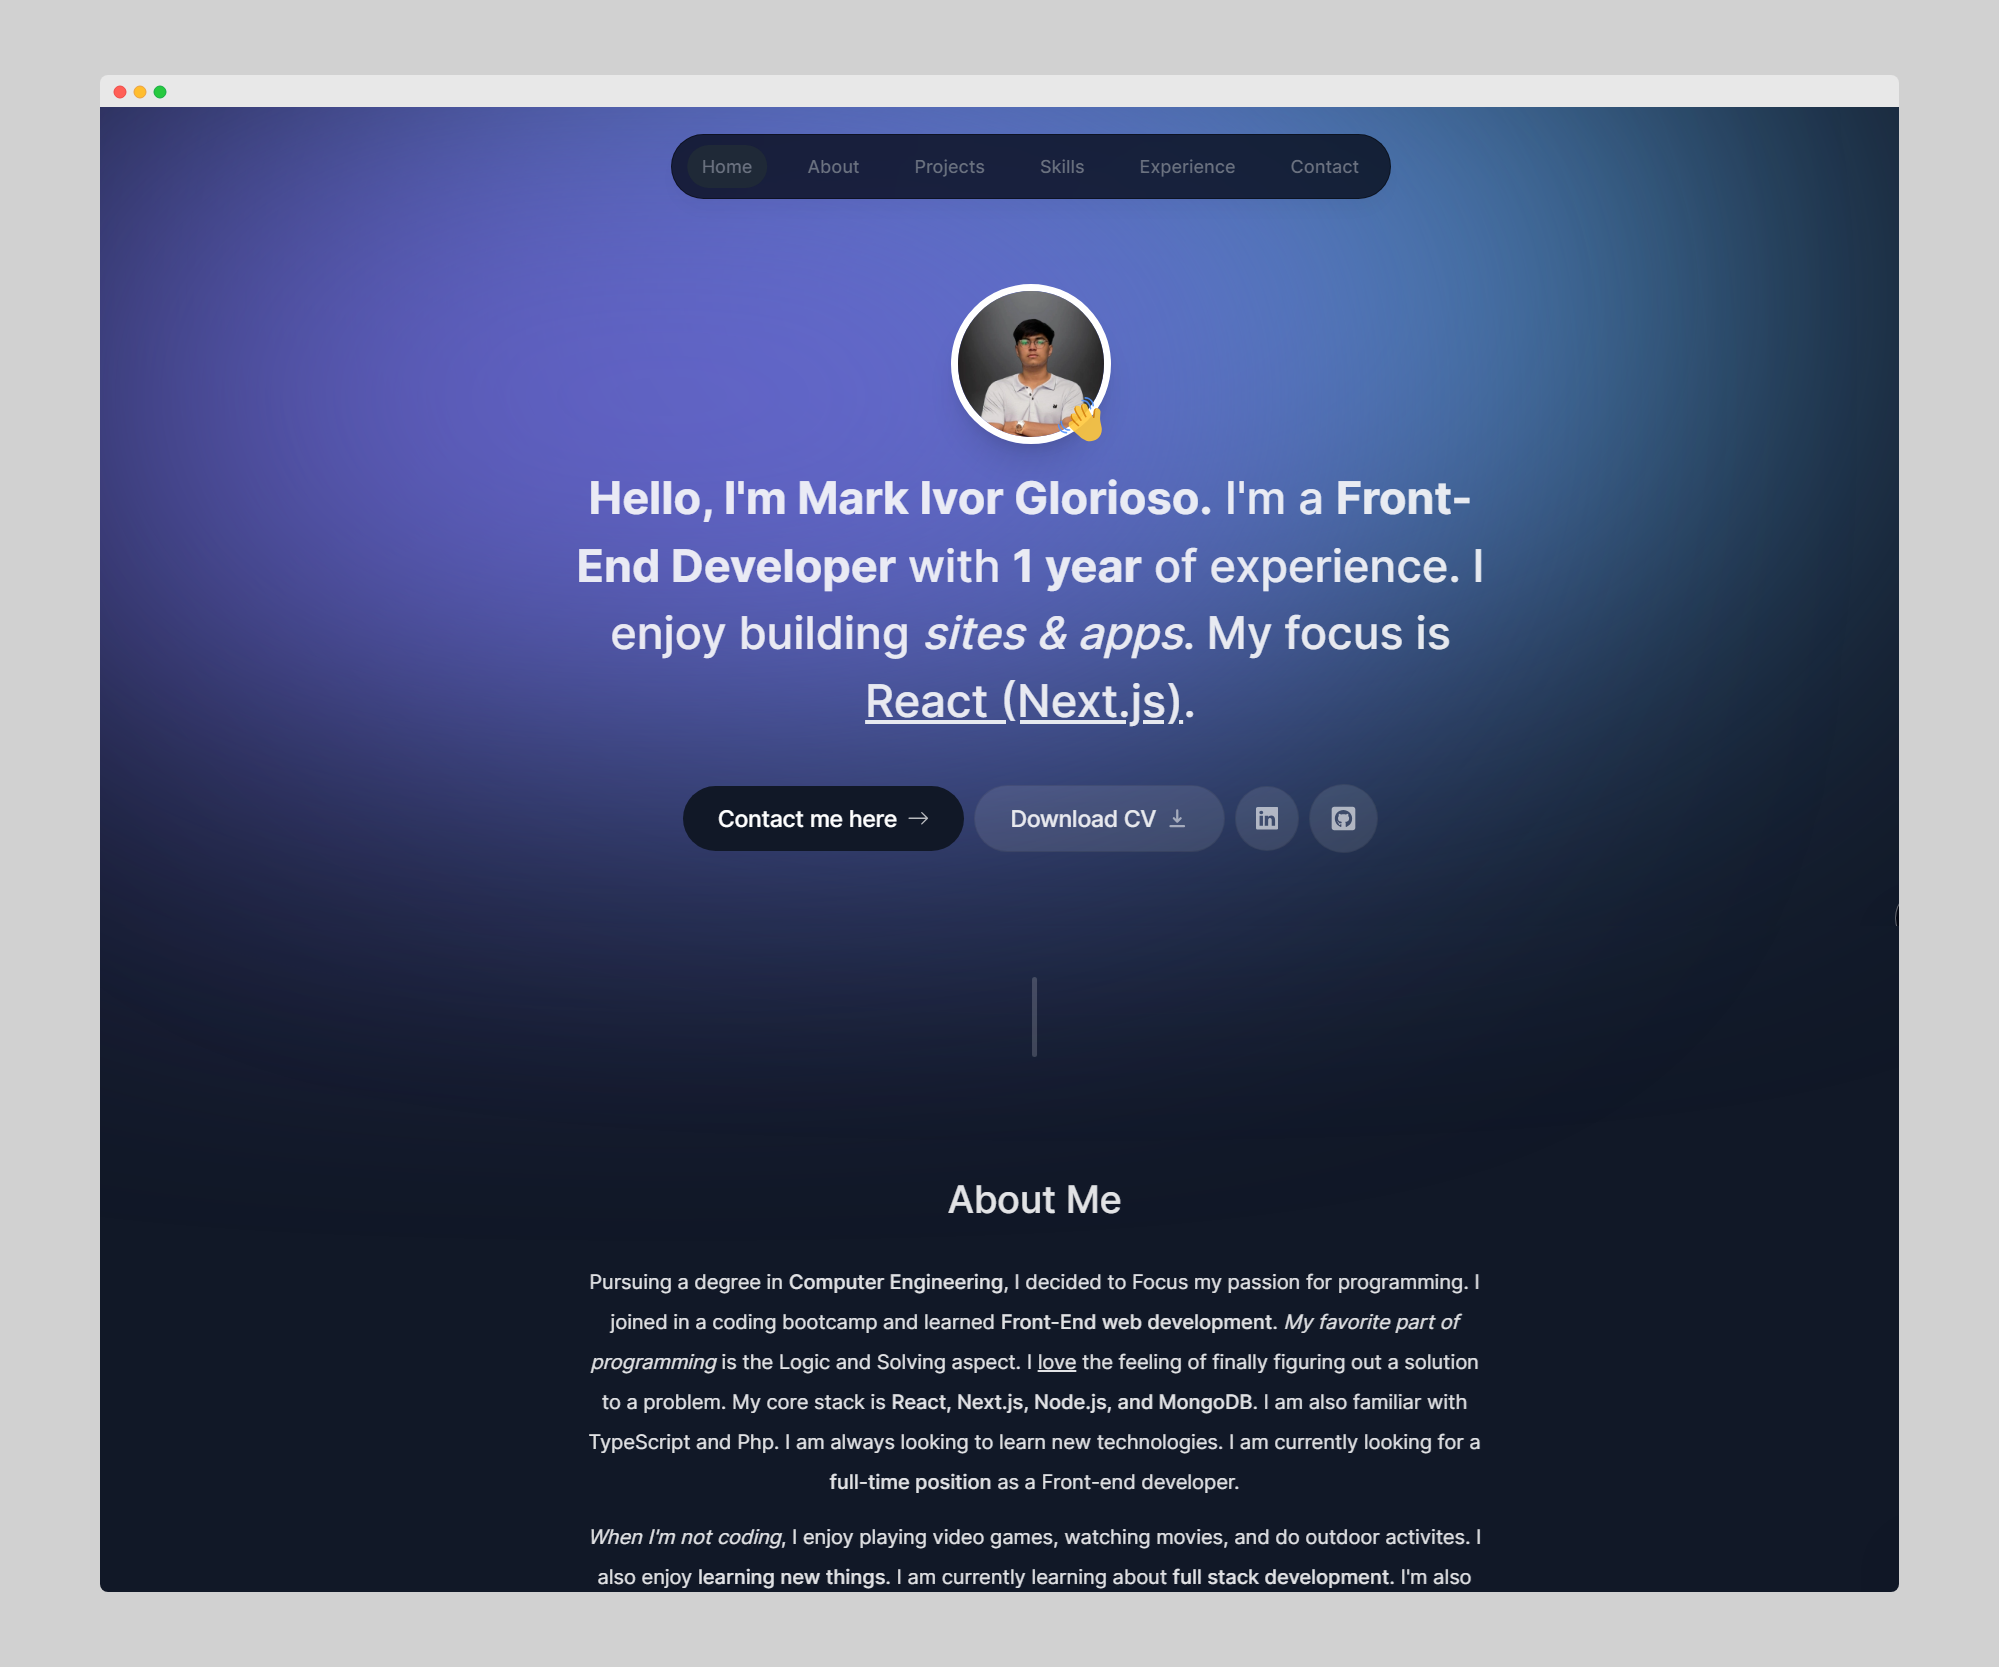 Home About Projects Skills Experience Contact
Hello, I'm Mark Ivor Glorioso. I'm a Front-
End Developer with 1 year of experience. I
enjoy building sites & apps. My focus is
React (Next.js).
Contact me here Download CV in
About Me
Pursuing a degree in Computer Engineering, I decided to Focus my passion for programming. I
joined in a coding bootcamp and learned Front-End web development. My favorite part of
programming is the Logic and Solving aspect. I love the feeling of finally figuring out a solution
to a problem. My core stack is React, Next.js, Node.js, and MongoDB. I am also familiar with
TypeScript and Php. I am always looking to learn new technologies. I am currently looking for a
full-time position as a Front-end developer.
When I'm not coding, I enjoy playing video games, watching movies, and do outdoor activites. I
also enjoy learning new things. I am currently learning about full stack development. I'm also